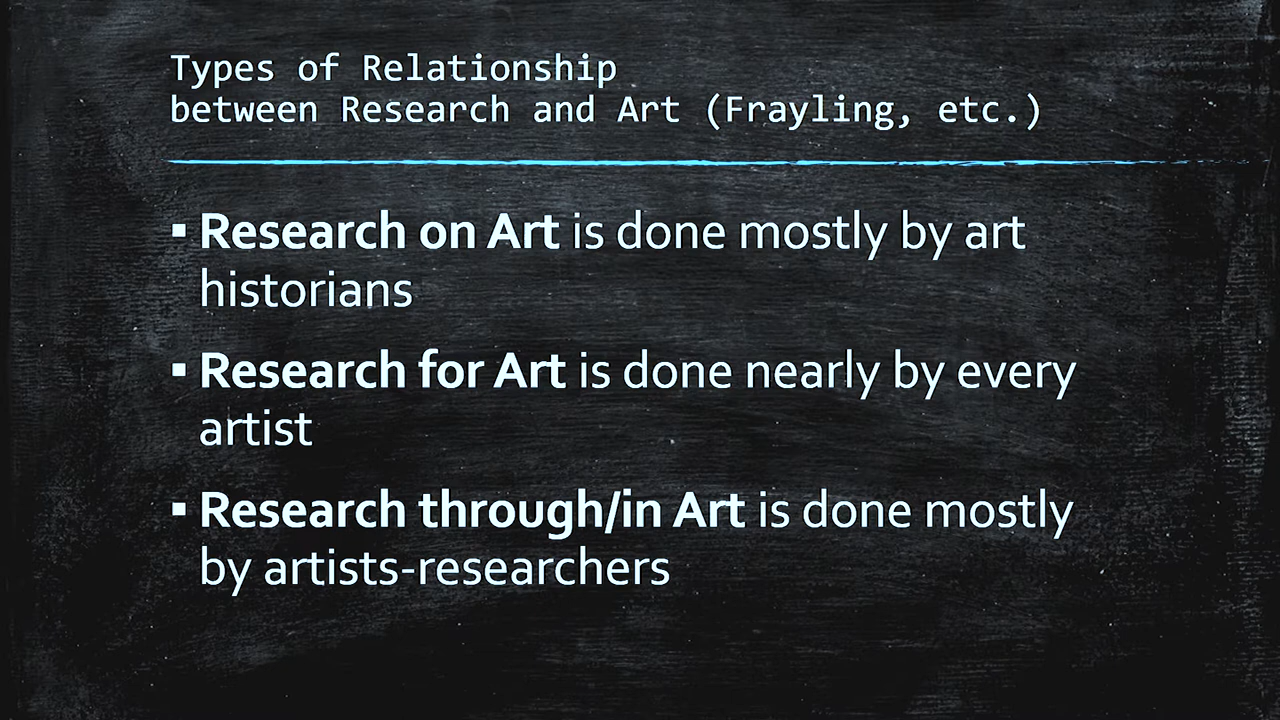 Types of Relationship
between Research and Art (Frayling, etc.)
▪ Research on Art is done mostly by art
historians
▪ Research for Art is done nearly by every
artist
▪ Research through/in Art is done mostly
by artists-researchers